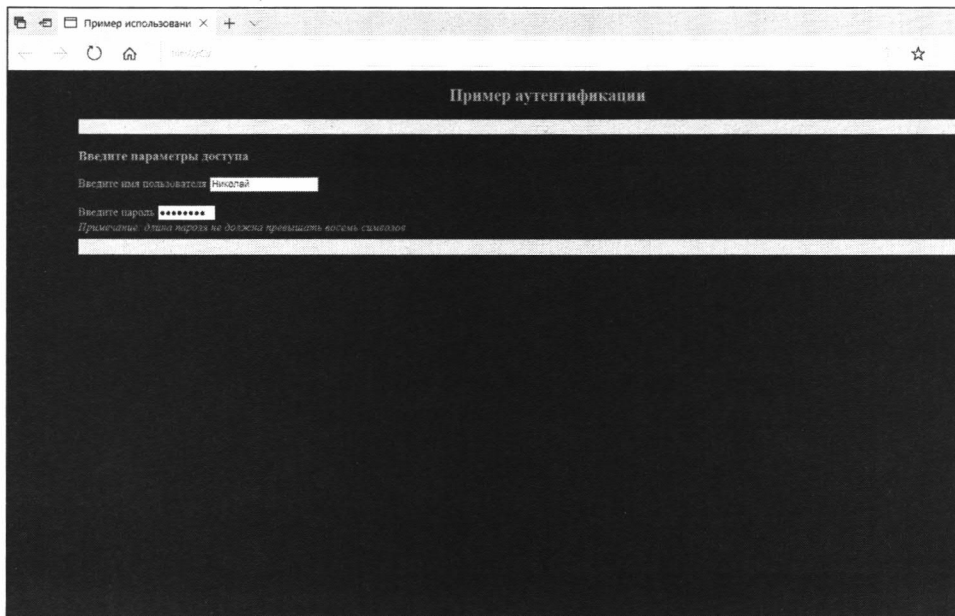 Пример использовани
Пример аутентификации
Введите параметры доступа
Введите имя пользователя Николай
Введите пароль ●●●●●●●●
Примечание: длина пароля не должна превышать восемь символов